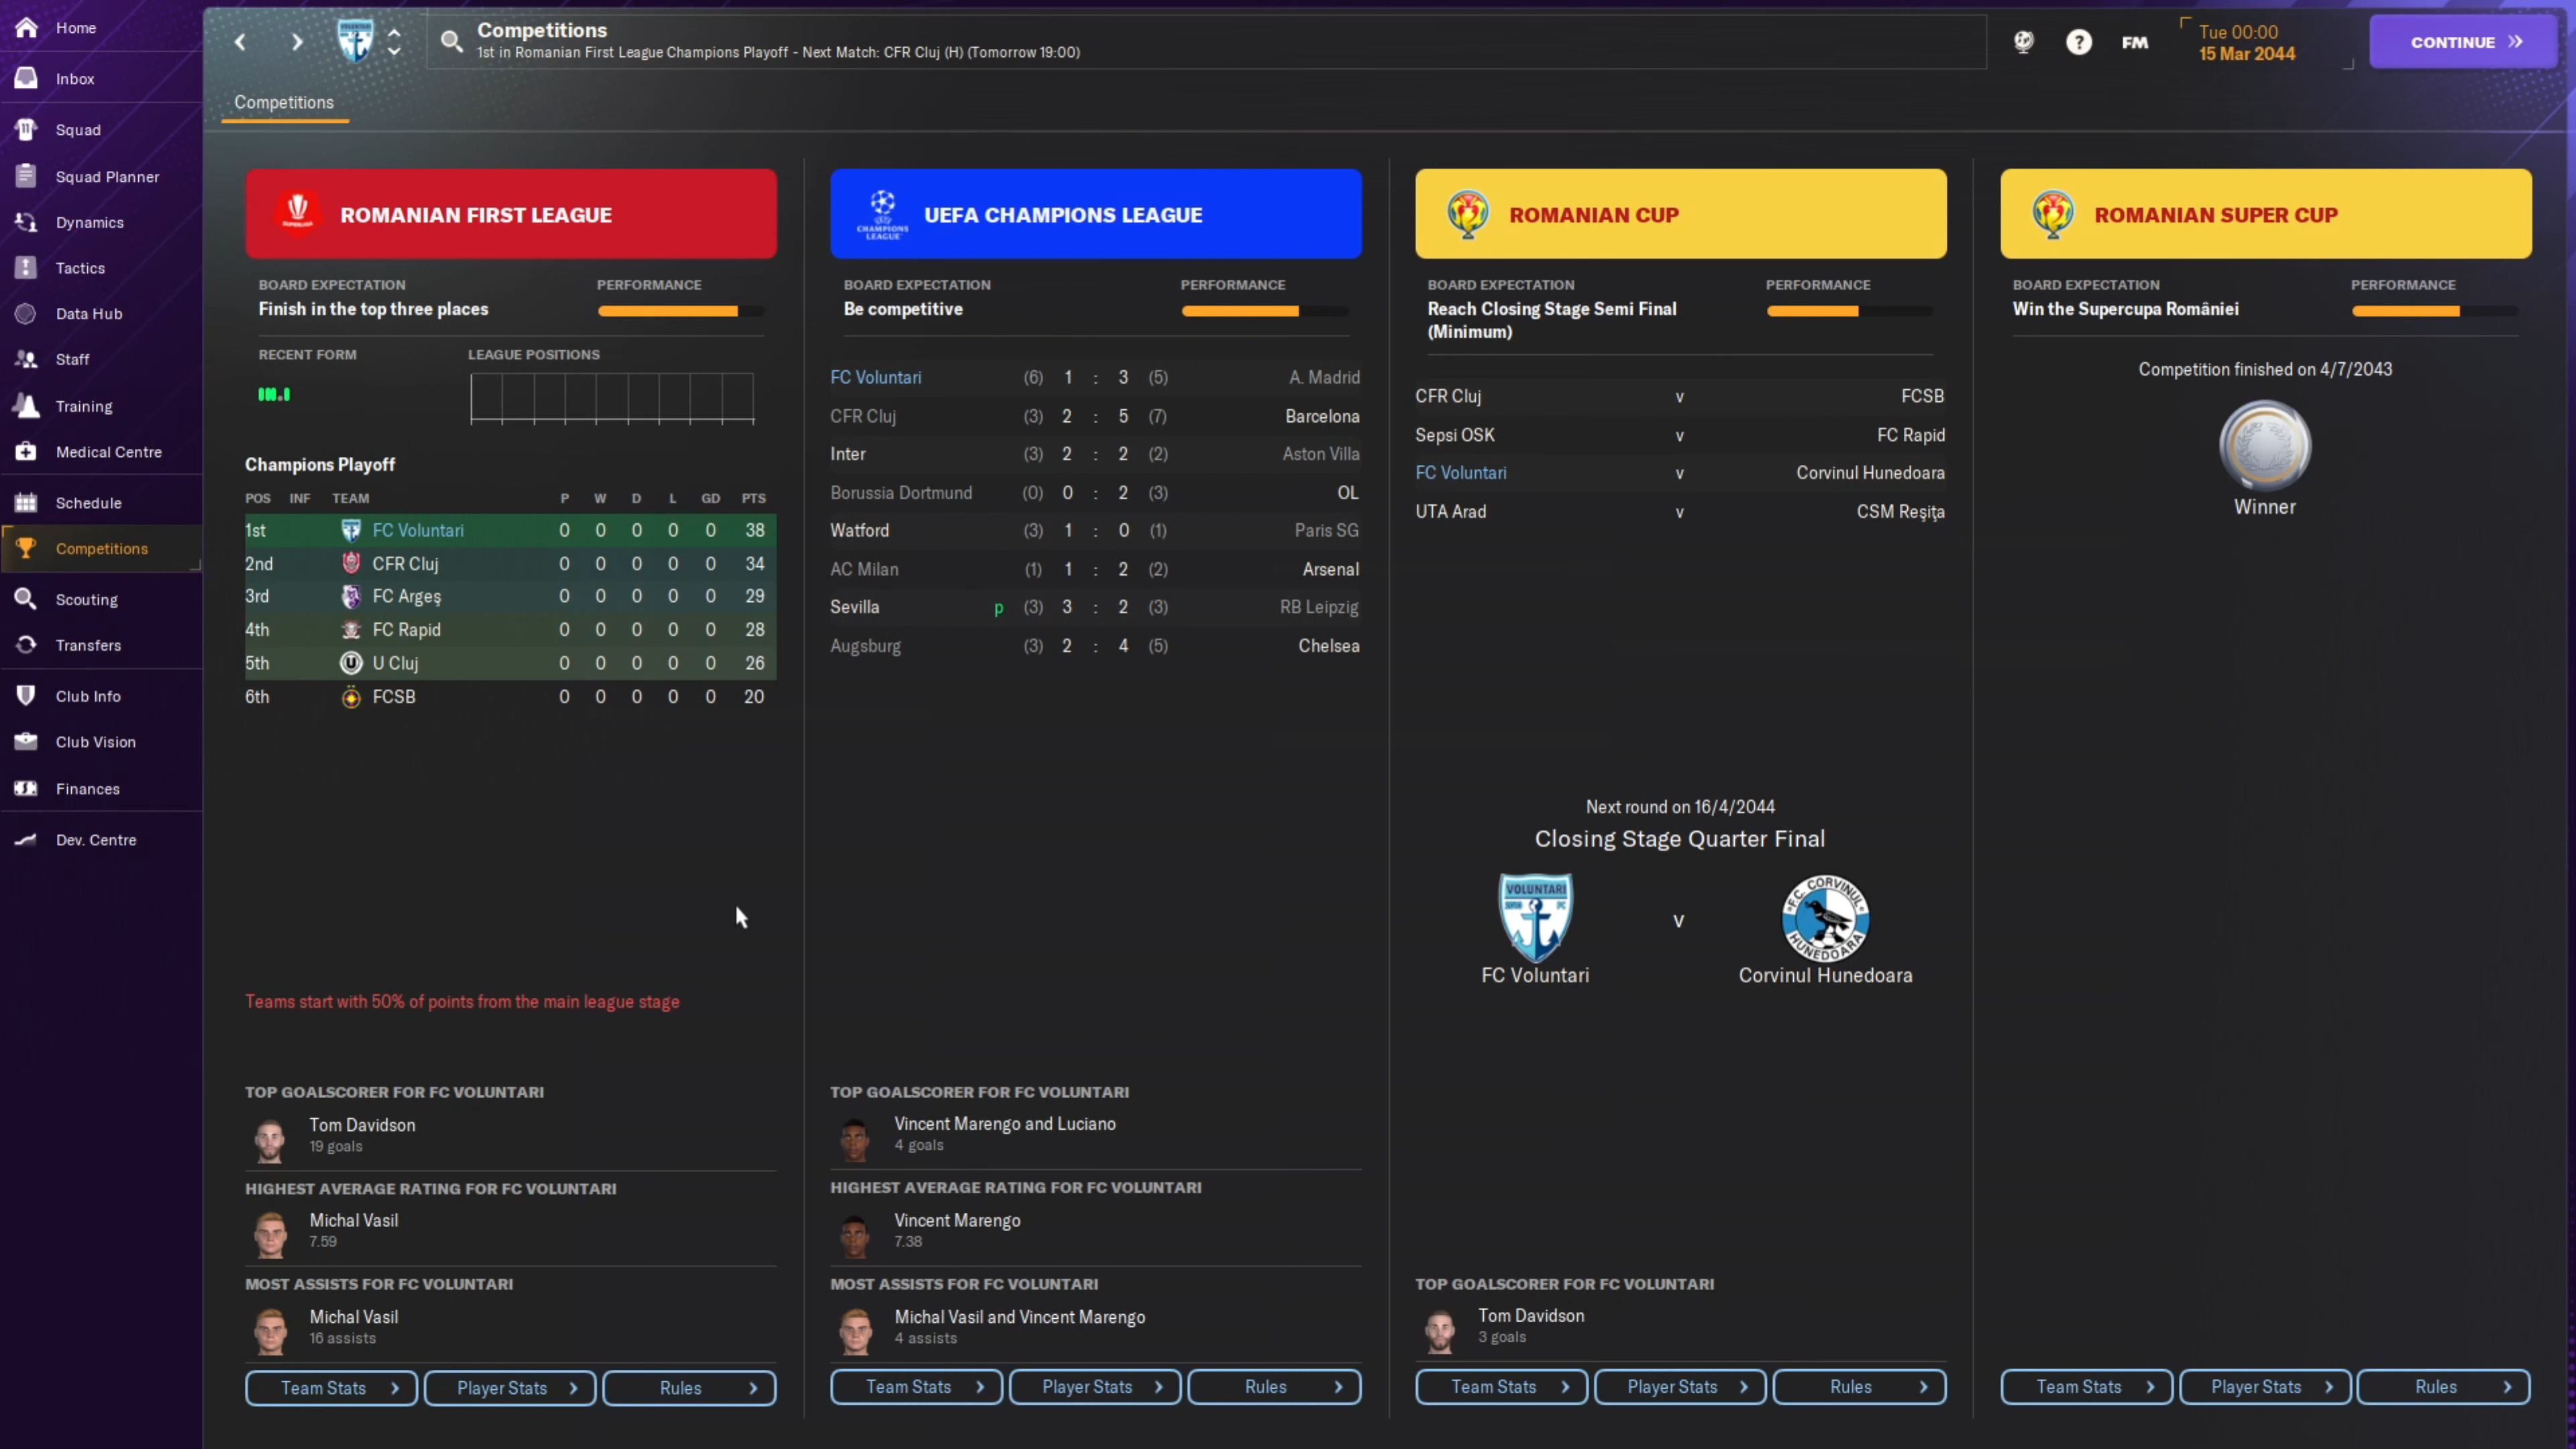 Home
Inbox
Squad
Squad Planner
Dynamics
Tactics
Data Hub
Staff
Training
Medical Centre
Schedule
Competitions
Scouting
Transfers
Club Info
Club Vision
Finances
Dev. Centre
Competitions
1st in Romanian First League Champions Playoff - Next Match: CFR Cluj (H) (Tomorrow 19:00)
FM
Tue 00:00
15 Mar 2044
CONTINUE
Competitions
ROMANIAN FIRST LEAGUE
BOARD EXPECTATION PERFORMANCE
Finish in the top three places
RECENT FORM LEAGUE POSITIONS
Champions Playoff
POS INF TEAM P W D L GD PTS
1st FC Voluntari 0 0 0 0 0 38
2nd CFR Cluj 0 0 0 0 0 34
3rd FC Argeş 0 0 0 0 0 29
4th FC Rapid 0 0 0 0 0 28
5th U Cluj 0 0 0 0 0 26
6th FCSB 0 0 0 0 0 20
Teams start with 50% of points from the main league stage
TOP GOALSCORER FOR FC VOLUNTARI
Tom Davidson
19 goals
HIGHEST AVERAGE RATING FOR FC VOLUNTARI
Michal Vasil
7.59
MOST ASSISTS FOR FC VOLUNTARI
Michal Vasil
16 assists
Team Stats Player Stats Rules
CHAMPIONS LEAGUE
UEFA CHAMPIONS LEAGUE
BOARD EXPECTATION PERFORMANCE
Be competitive
FC Voluntari (6) 1 : 3 (5) A. Madrid
CFR Cluj (3) 2 : 5 (7) Barcelona
Inter (3) 2 : 2 (2) Aston Villa
Borussia Dortmund (0) 0 : 2 (3) OL
Watford (3) 1 : 0 (1) Paris SG
AC Milan (1) 1 : 2 (2) Arsenal
Sevilla p (3) 3 : 2 (3) RB Leipzig
Augsburg (3) 2 : 4 (5) Chelsea
TOP GOALSCORER FOR FC VOLUNTARI
Vincent Marengo and Luciano
4 goals
HIGHEST AVERAGE RATING FOR FC VOLUNTARI
Vincent Marengo
7.38
MOST ASSISTS FOR FC VOLUNTARI
Michal Vasil and Vincent Marengo
4 assists
Team Stats Player Stats Rules
ROMANIAN CUP
BOARD EXPECTATION PERFORMANCE
Reach Closing Stage Semi Final
(Minimum)
CFR Cluj v FCSB
Sepsi OSK v FC Rapid
FC Voluntari v Corvinul Hunedoara
UTA Arad v CSM Reşiţa
Next round on 16/4/2044
Closing Stage Quarter Final
VOLUNTARI
F.C. CORVINUL
HUNEDOARA
v
FC Voluntari Corvinul Hunedoara
TOP GOALSCORER FOR FC VOLUNTARI
Tom Davidson
3 goals
Team Stats Player Stats Rules
ROMANIAN SUPER CUP
BOARD EXPECTATION PERFORMANCE
Win the Supercupa României
Competition finished on 4/7/2043
Winner
Team Stats Player Stats Rules